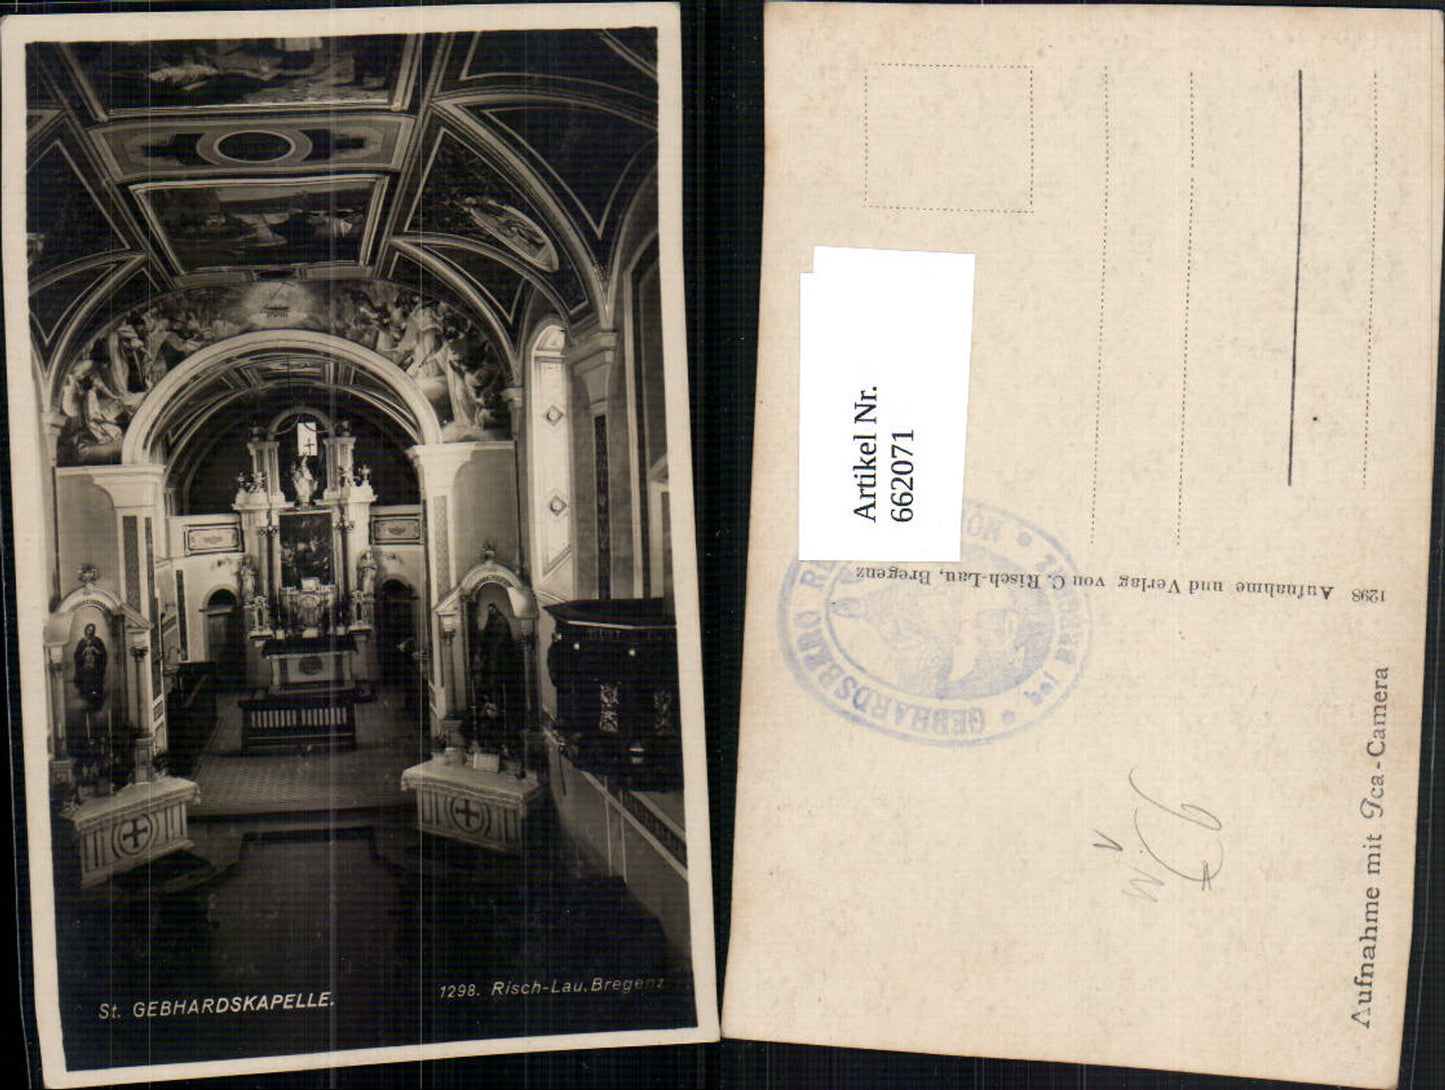 St. GEBHARDSKAPELLE.
1298. Risch-Lau. Bregenz
Artikel Nr.
662071
1298 Aufnahme und Verlag von C. Risch-Lau, Bregenz
GEBHARDSBERG
bei BREGENZ
Aufnahme mit Ica-Camera